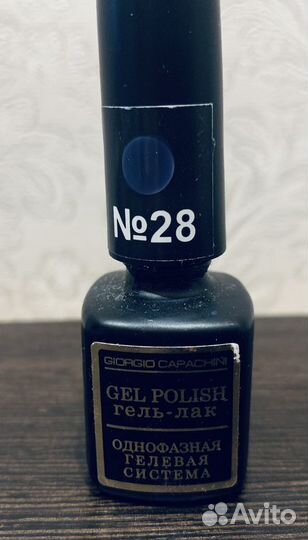 №28
GIORGIO CAPACHINI
GEL POLISH
гель-лак
ОДНОФАЗНАЯ
ГЕЛЕВАЯ
СИСТЕМА
Avito